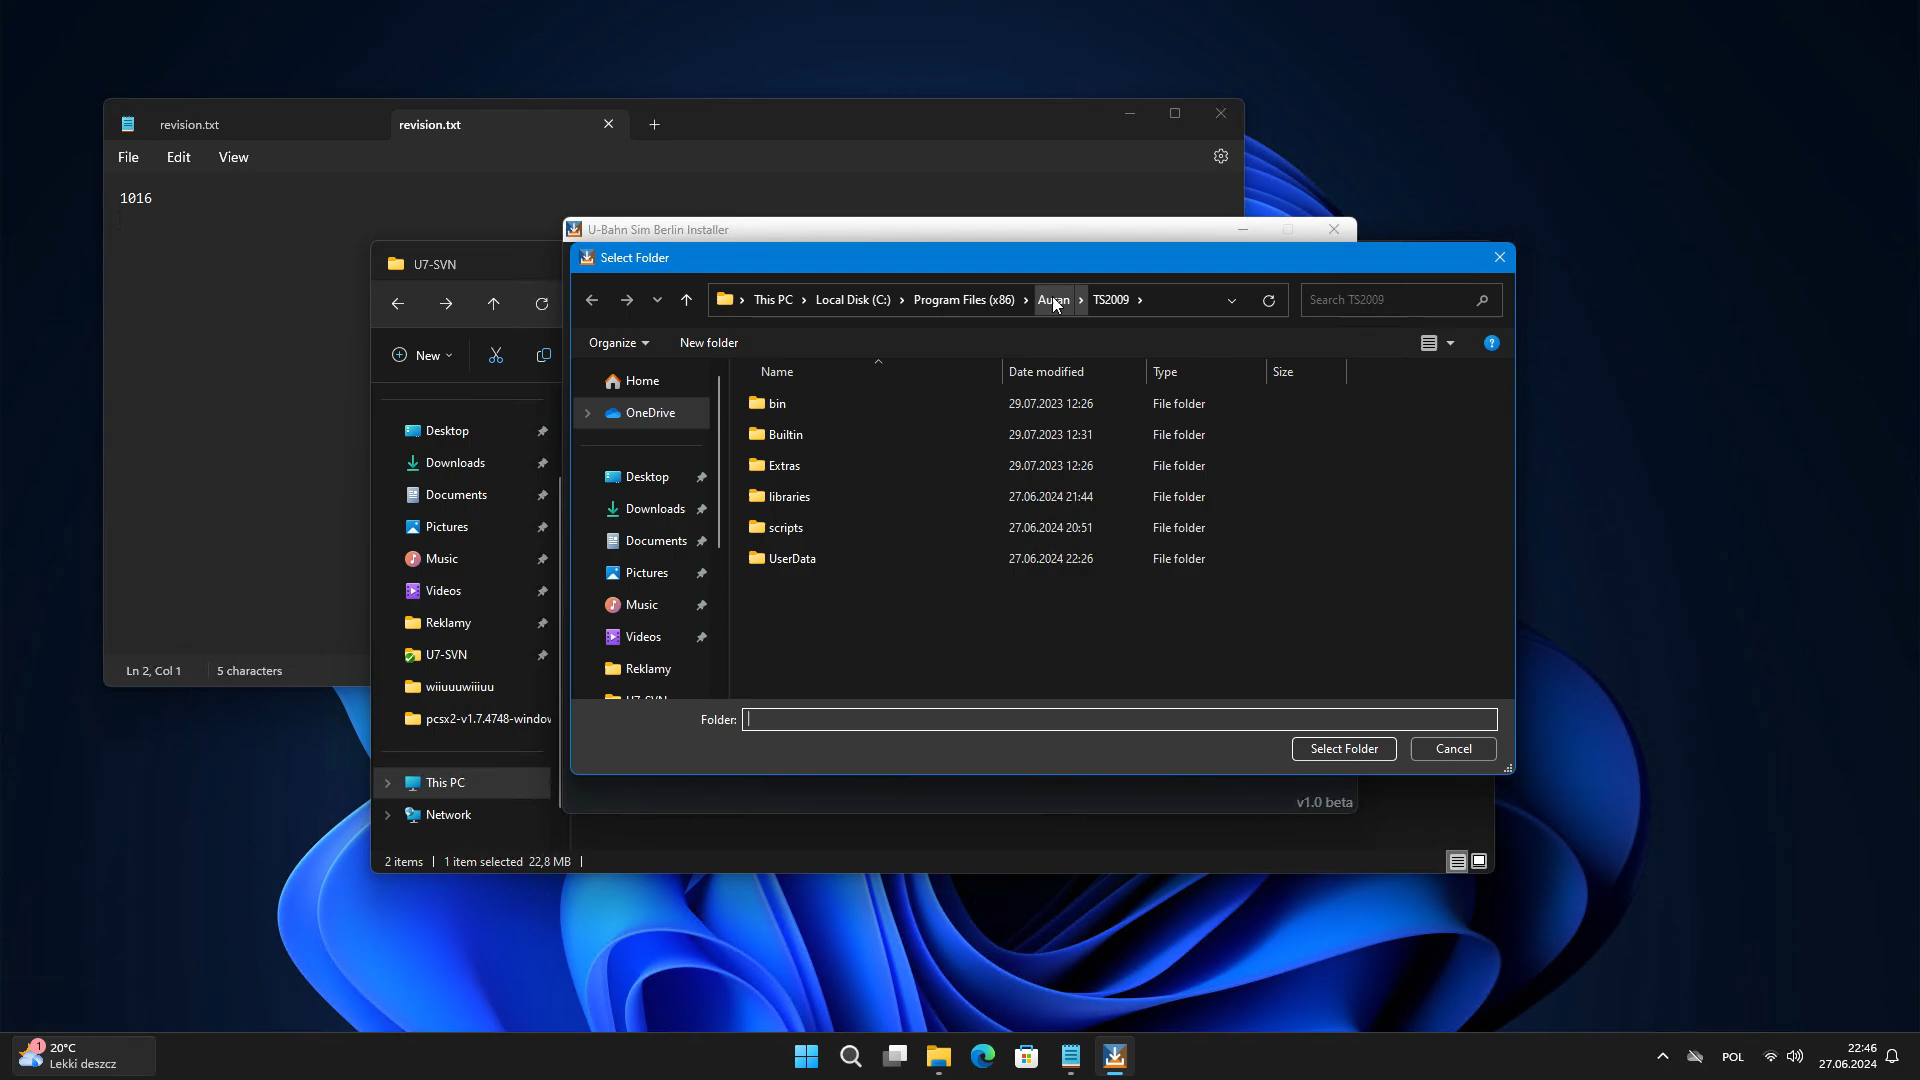 revision.txt
revision.txt
File Edit View
1016
Ln 2, Col 1 5 characters
U7-SVN
New
Desktop
Downloads
Documents
Pictures
Music
Videos
Reklamy
U7-SVN
wiiuuuwiiiuu
pcsx2-v1.7.4748-window
This PC
Network
2 items 1 item selected 22,8 MB
U-Bahn Sim Berlin Installer
Select Folder
This PC Local Disk (C:) Program Files (x86) Auran TS2009
Search TS2009
Organize New folder
Home
OneDrive
Desktop
Downloads
Documents
Pictures
Music
Videos
Reklamy
U7-SVN
Name Date modified Type Size
bin 29.07.2023 12:26 File folder
Builtin 29.07.2023 12:31 File folder
Extras 29.07.2023 12:26 File folder
libraries 27.06.2024 21:44 File folder
scripts 27.06.2024 20:51 File folder
UserData 27.06.2024 22:26 File folder
Folder:
Select Folder Cancel
v1.0 beta
1
20°C
Lekki deszcz
POL
22:46
27.06.2024